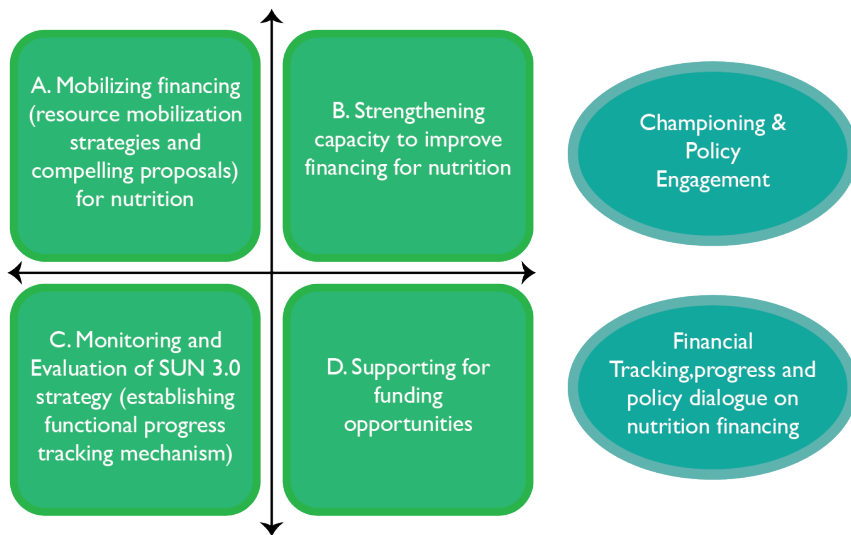 A. Mobilizing financing
(resource mobilization
strategies and
compelling proposals)
for nutrition
B. Strengthening
capacity to improve
financing for nutrition
Championing &
Policy
Engagement
C. Monitoring and
Evaluation of SUN 3.0
strategy (establishing
functional progress
tracking mechanism)
D. Supporting for
funding
opportunities
Financial
Tracking,progress and
policy dialogue on
nutrition financing